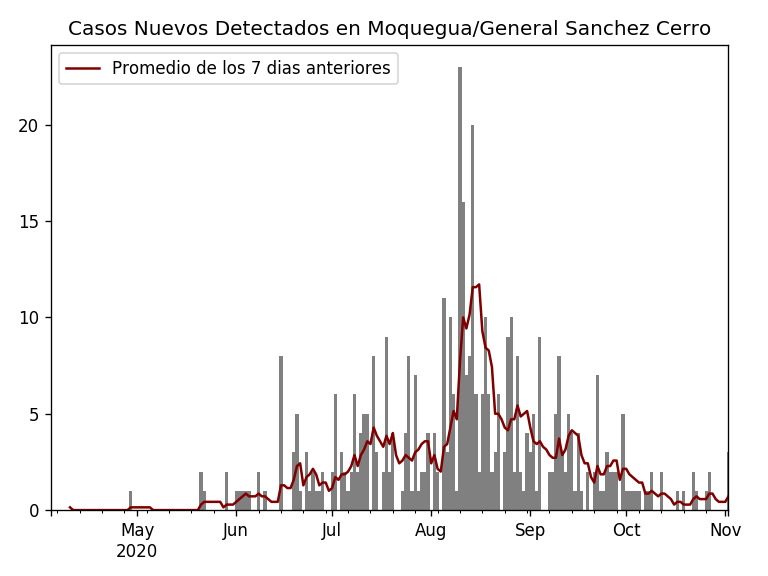 Casos Nuevos Detectados en Moquegua/General Sanchez Cerro
Promedio de los 7 dias anteriores
20
15
10
5
0
May Jun Jul Aug Sep Oct Nov
2020